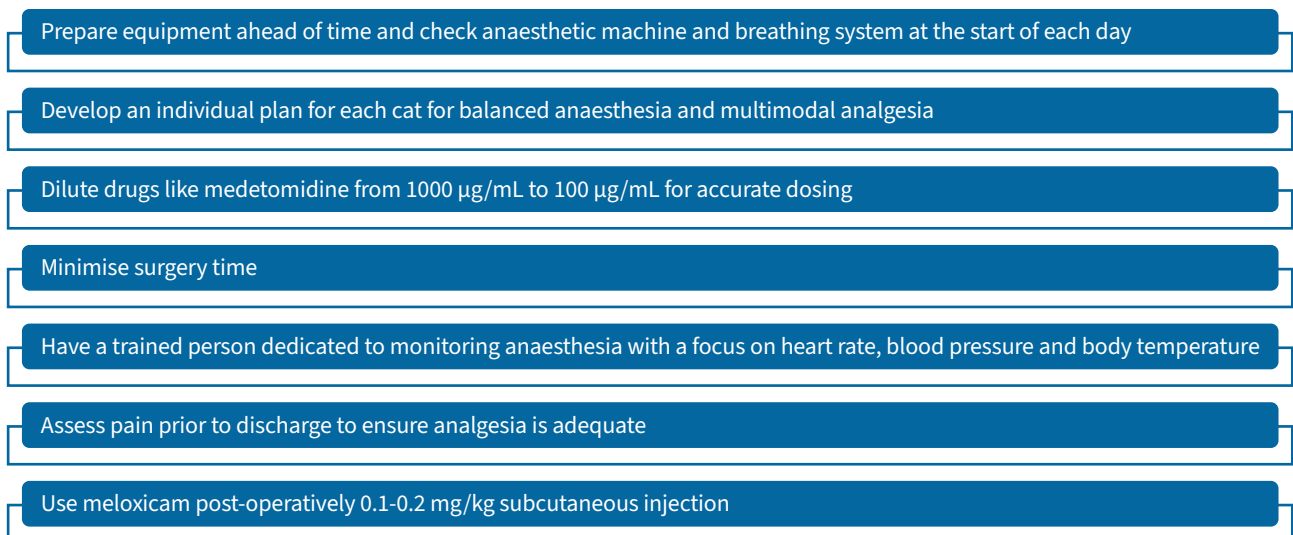 Prepare equipment ahead of time and check anaesthetic machine and breathing system at the start of each day
Develop an individual plan for each cat for balanced anaesthesia and multimodal analgesia
Dilute drugs like medetomidine from 1000 µg/mL to 100 µg/mL for accurate dosing
Minimise surgery time
Have a trained person dedicated to monitoring anaesthesia with a focus on heart rate, blood pressure and body temperature
Assess pain prior to discharge to ensure analgesia is adequate
Use meloxicam post-operatively 0.1-0.2 mg/kg subcutaneous injection